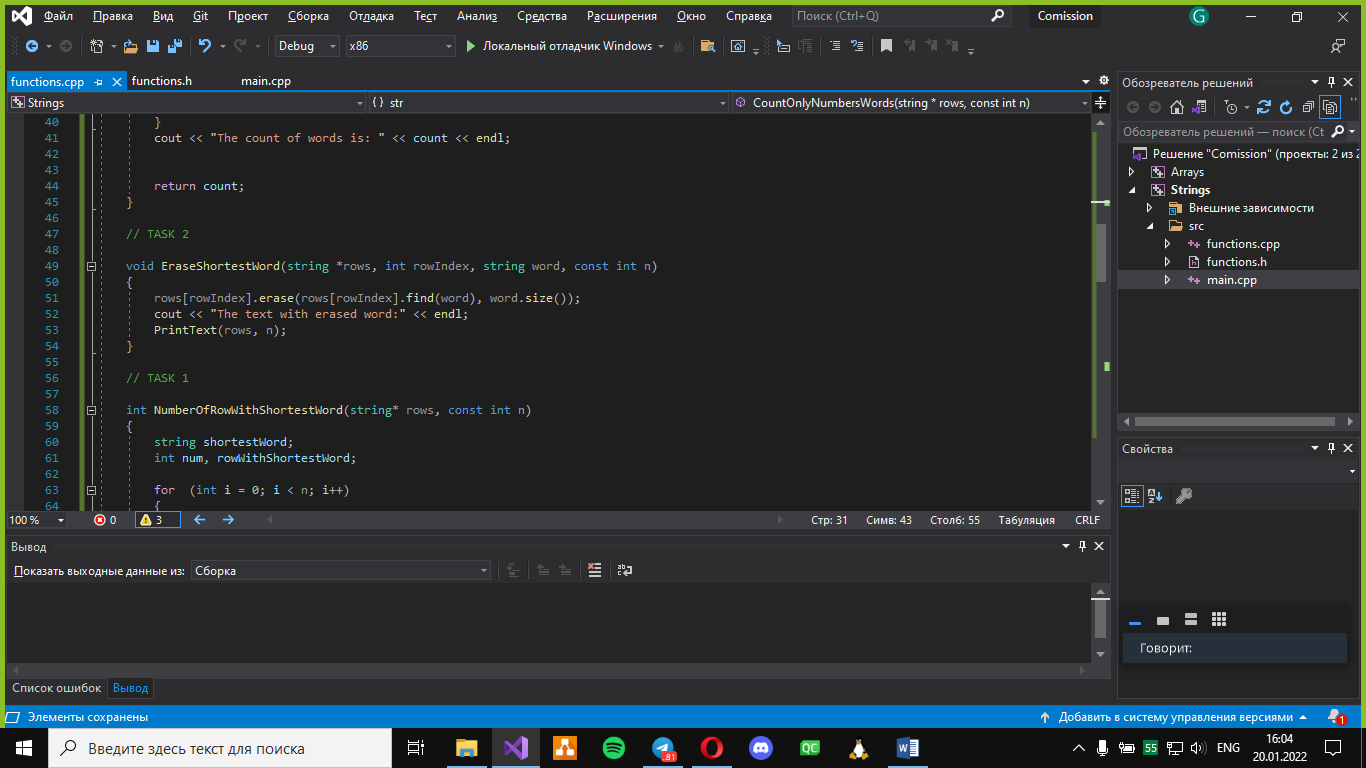 Файл Правка Вид Git Проект Сборка Отладка Тест Анализ Средства Расширения Окно Справка Поиск (Ctrl+Q) Comission G
Debug x86 Локальный отладчик Windows
functions.cpp functions.h main.cpp
Strings {} str CountOnlyNumbersWords(string * rows, const int n)
40 }
41 cout << "The count of words is: " << count << endl;
42
43
44 return count;
45 }
46
47 // TASK 2
48
49 void EraseShortestWord(string *rows, int rowIndex, string word, const int n)
50 {
51 rows[rowIndex].erase(rows[rowIndex].find(word), word.size());
52 cout << "The text with erased word:" << endl;
53 PrintText(rows, n);
54 }
55
56 // TASK 1
57
58 int NumberOfRowWithShortestWord(string* rows, const int n)
59 {
60 string shortestWord;
61 int num, rowWithShortestWord;
62
63 for (int i = 0; i < n; i++)
64 {
100 % 0 3 Стр: 31 Симв: 43 Столб: 55 Табуляция CRLF
Вывод
Показать выходные данные из: Сборка
Список ошибок Вывод
Обозреватель решений
Обозреватель решений — поиск (Ct
Решение "Comission" (проекты: 2 из 2
Arrays
Strings
Внешние зависимости
src
functions.cpp
functions.h
main.cpp
Свойства
Говорит:
Элементы сохранены Добавить в систему управления версиями 1
Введите здесь текст для поиска 81 QC W 55 ENG 16:04
20.01.2022